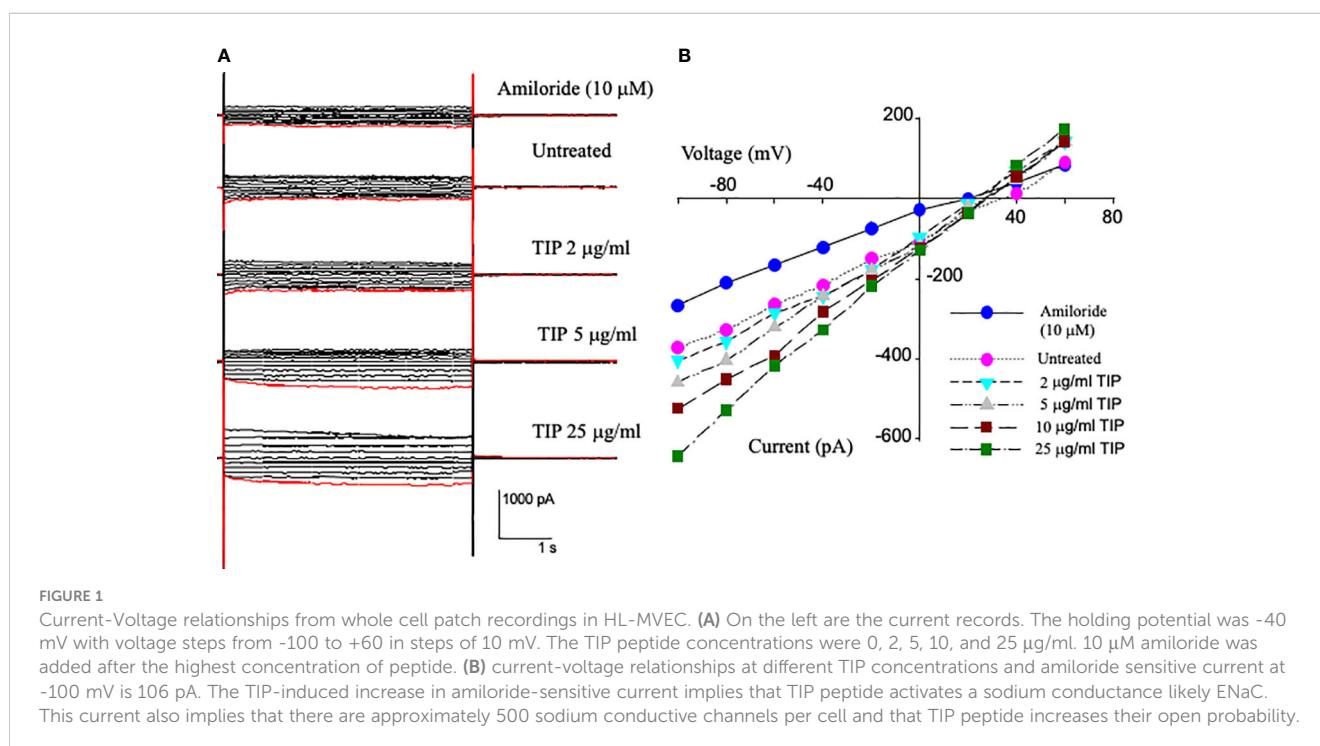 A
Amiloride (10 µM)
Untreated
TIP 2 µg/ml
TIP 5 µg/ml
TIP 25 µg/ml
1000 pA
1 s
B
200
Voltage (mV)
-80
-40
40
80
-200
-400
-600
Current (pA)
Amiloride
(10 µM)
Untreated
2 µg/ml TIP
5 µg/ml TIP
10 µg/ml TIP
25 µg/ml TIP
FIGURE 1
Current-Voltage relationships from whole cell patch recordings in HL-MVEC. (A) On the left are the current records. The holding potential was -40
mV with voltage steps from -100 to +60 in steps of 10 mV. The TIP peptide concentrations were 0, 2, 5, 10, and 25 µg/ml. 10 µM amiloride was
added after the highest concentration of peptide. (B) current-voltage relationships at different TIP concentrations and amiloride sensitive current at
-100 mV is 106 pA. The TIP-induced increase in amiloride-sensitive current implies that TIP peptide activates a sodium conductance likely ENaC.
This current also implies that there are approximately 500 sodium conductive channels per cell and that TIP peptide increases their open probability.